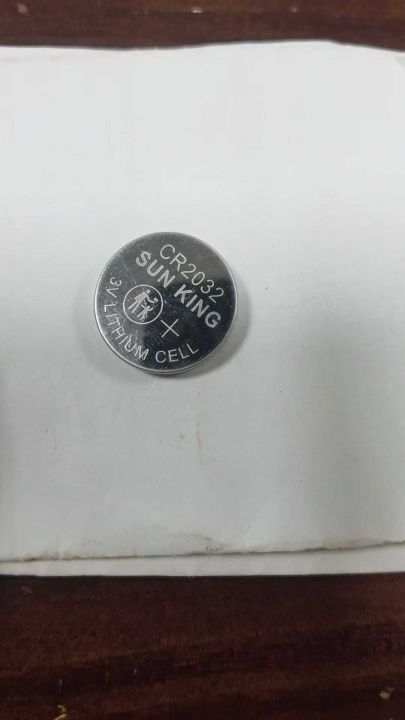 CR2032
SUN KING
+
3V LITHIUM CELL